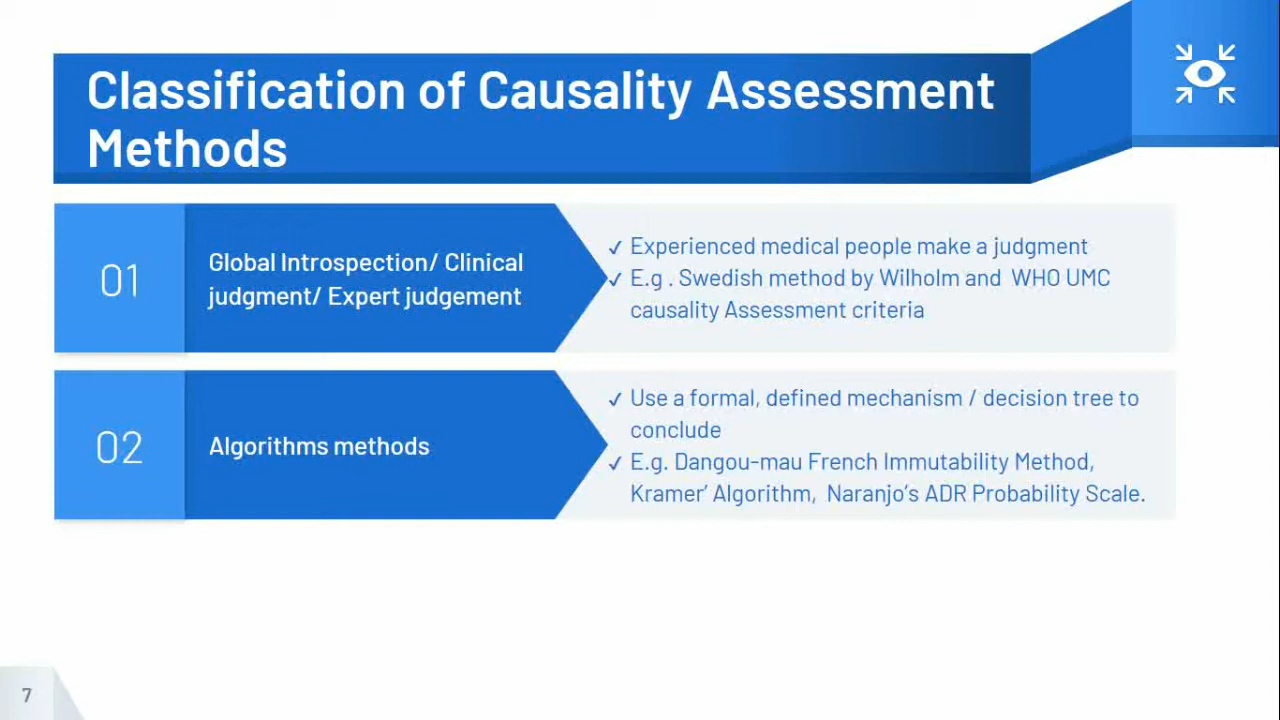 Classification of Causality Assessment
Methods
01
Global Introspection/ Clinical
judgment/ Expert judgement
✓ Experienced medical people make a judgment
✓ E.g . Swedish method by Wilholm and WHO UMC
causality Assessment criteria
02
Algorithms methods
✓ Use a formal, defined mechanism / decision tree to
conclude
✓ E.g. Dangou-mau French Immutability Method,
Kramer’ Algorithm, Naranjo’s ADR Probability Scale.
7